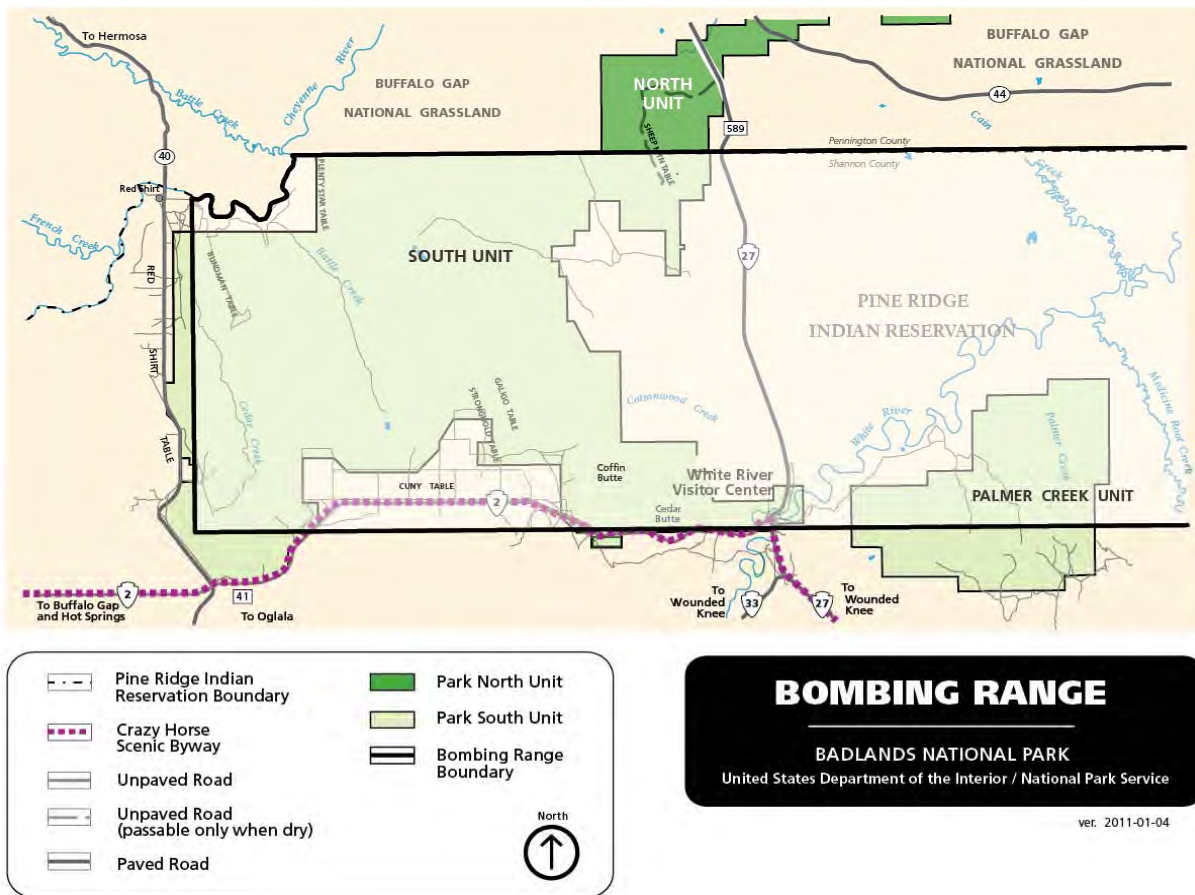 To Hermosa
Battle Creek
Cheyenne River
BUFFALO GAP
NATIONAL GRASSLAND
NORTH
UNIT
BUFFALO GAP
NATIONAL GRASSLAND
44
Cain
Creek
589
Pennington County
Shannon County
40
Red Shirt
PLENTY STAR TABLE
SHEEP MTN TABLE
French Creek
RED SHIRT TABLE
BLINDMAN TABLE
Battle Creek
SOUTH UNIT
27
PINE RIDGE
INDIAN RESERVATION
Cedar Creek
GALIGO TABLE
STRONGHOLD TABLE
Cottonwood Creek
White River
Medicine Root Creek
Palmer Creek
CUNY TABLE
2
Coffin
Butte
White River
Visitor Center
Cedar
Butte
PALMER CREEK UNIT
2
To Buffalo Gap
and Hot Springs
41
To Oglala
To
Wounded
Knee
33
27
To
Wounded
Knee
Pine Ridge Indian
Reservation Boundary
Crazy Horse
Scenic Byway
Unpaved Road
Unpaved Road
(passable only when dry)
Paved Road
Park North Unit
Park South Unit
Bombing Range
Boundary
North
BOMBING RANGE
BADLANDS NATIONAL PARK
United States Department of the Interior / National Park Service
ver. 2011-01-04